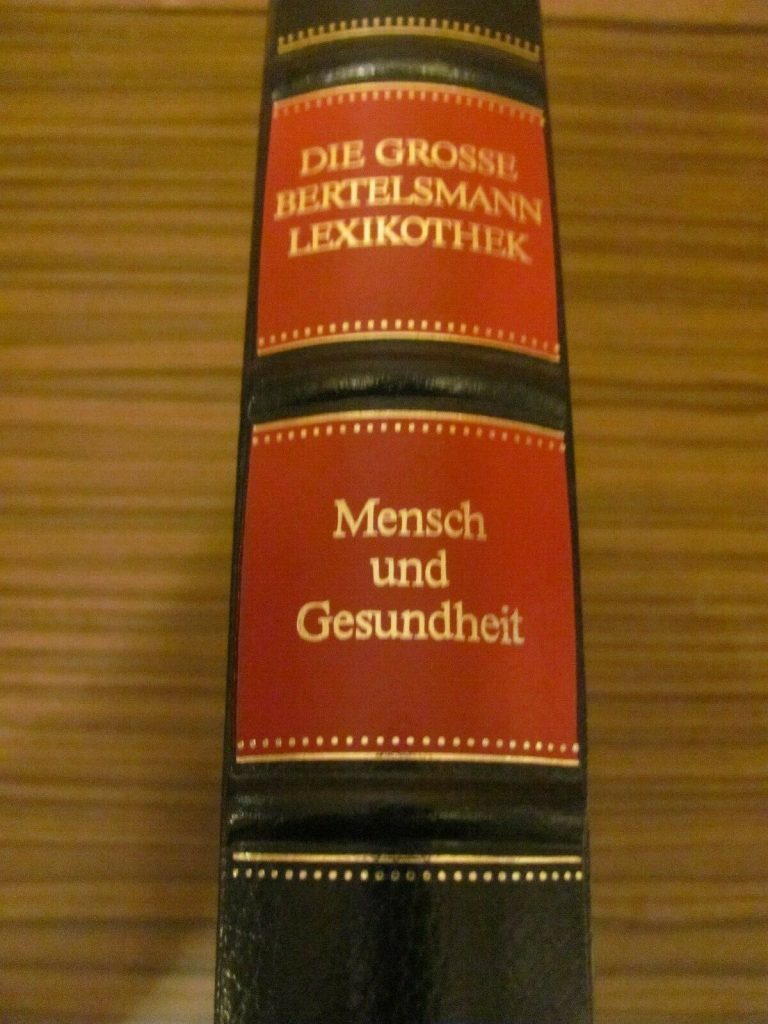 DIE GROSSE
BERTELSMANN
LEXIKOTHEK
Mensch
und
Gesundheit